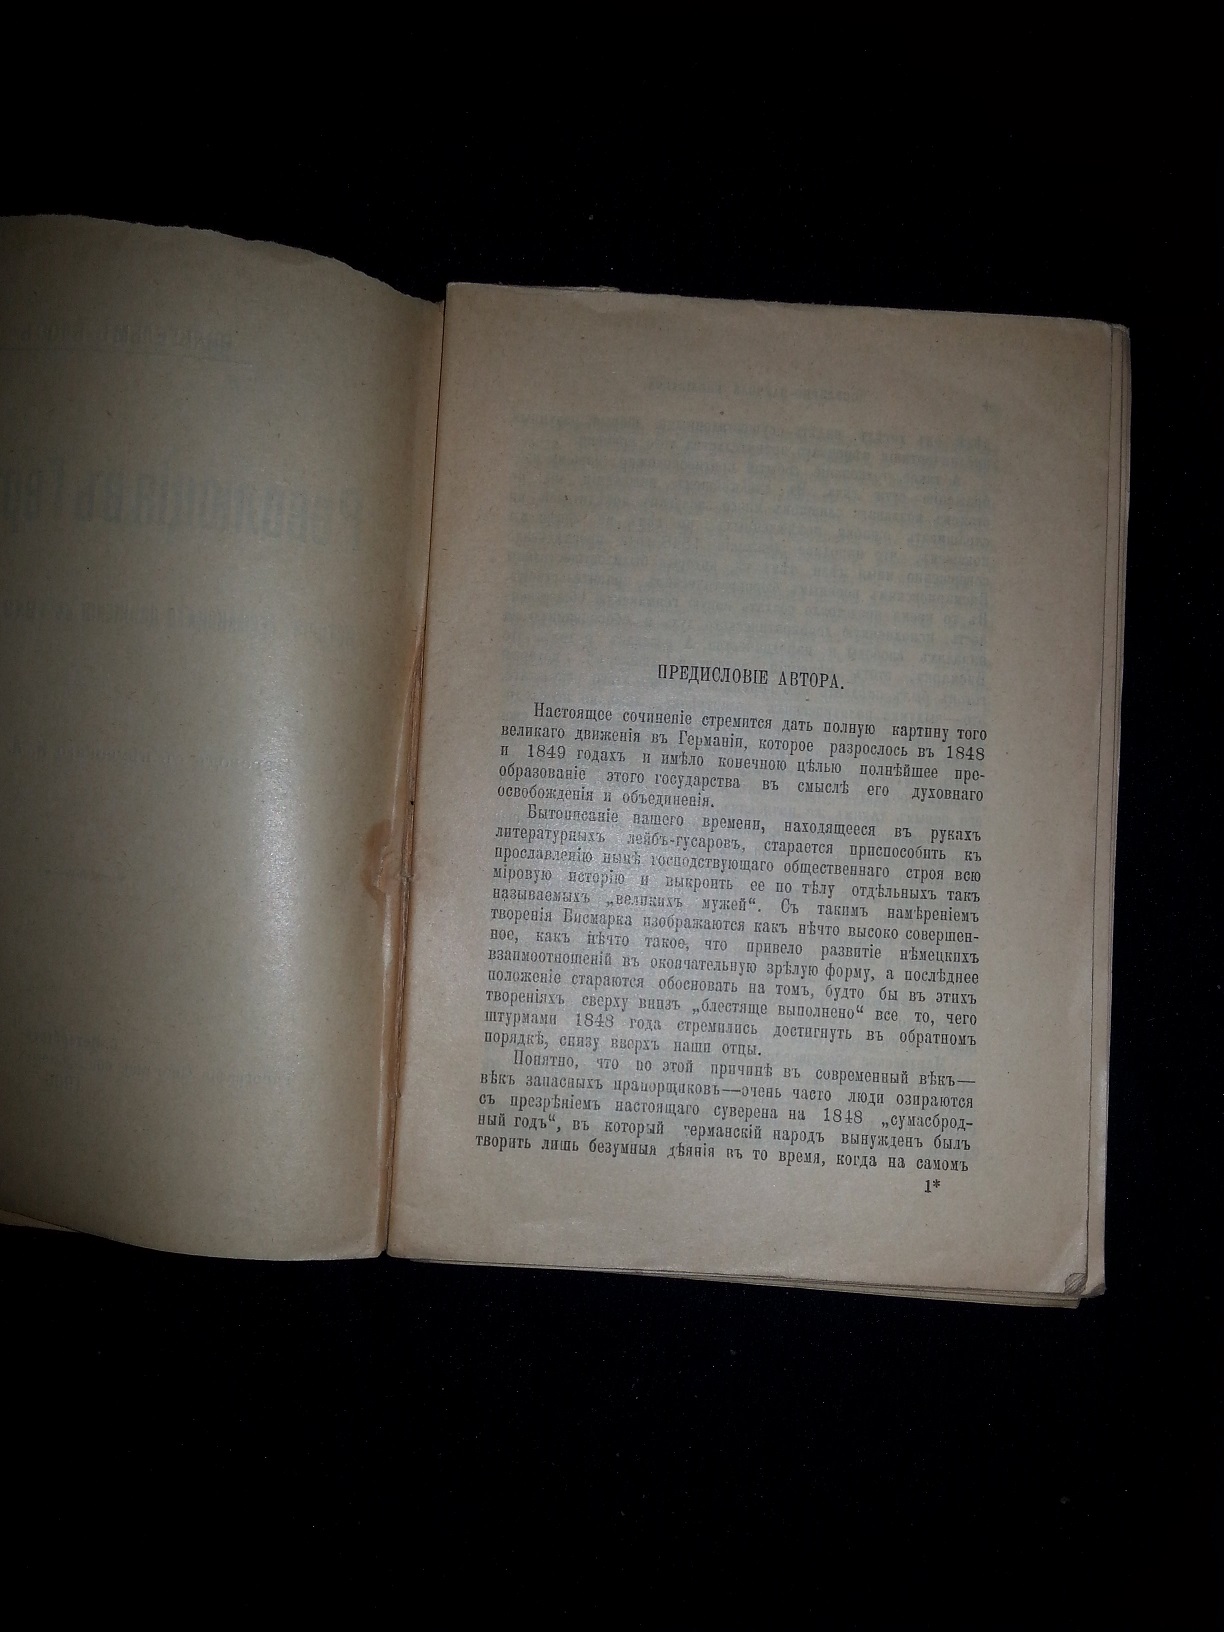 ПРЕДИСЛОВІЕ АВТОРА.
Настоящее сочиненіе стремится дать полную картину того
великаго движенія въ Германіи, которое разрослось въ 1848
и 1849 годахъ и имѣло конечною цѣлью полнѣйшее пре-
образованіе этого государства въ смыслѣ его духовнаго
освобожденія и объединенія.
Бытописаніе нашего времени, находящееся въ рукахъ
литературныхъ лейбъ-гусаровъ, старается приспособить къ
прославленію нынѣ господствующаго общественнаго строя всю
міровую исторію и выкроить ее по тѣлу отдѣльныхъ такъ
называемыхъ „великихъ мужей“. Съ такимъ намѣреніемъ
творенія Бисмарка изображаются какъ нѣчто высоко совершен-
ное, какъ нѣчто такое, что привело развитіе нѣмецкихъ
взаимоотношеній въ окончательную зрѣлую форму, а послѣднее
положеніе стараются обосновать на томъ, будто бы въ этихъ
твореніяхъ сверху внизъ „блестяще выполнено“ все то, чего
штурмами 1848 года стремились достигнуть въ обратномъ
порядкѣ, снизу вверхъ наши отцы.
Понятно, что по этой причинѣ въ современный вѣкъ—
вѣкъ запасныхъ прапорщиковъ—очень часто люди озираются
съ презрѣніемъ настоящаго суверена на 1848 „сумасброд-
ный годъ“, въ который германскій народъ вынужденъ былъ
творить лишь безумныя дѣянія въ то время, когда на самомъ
1*